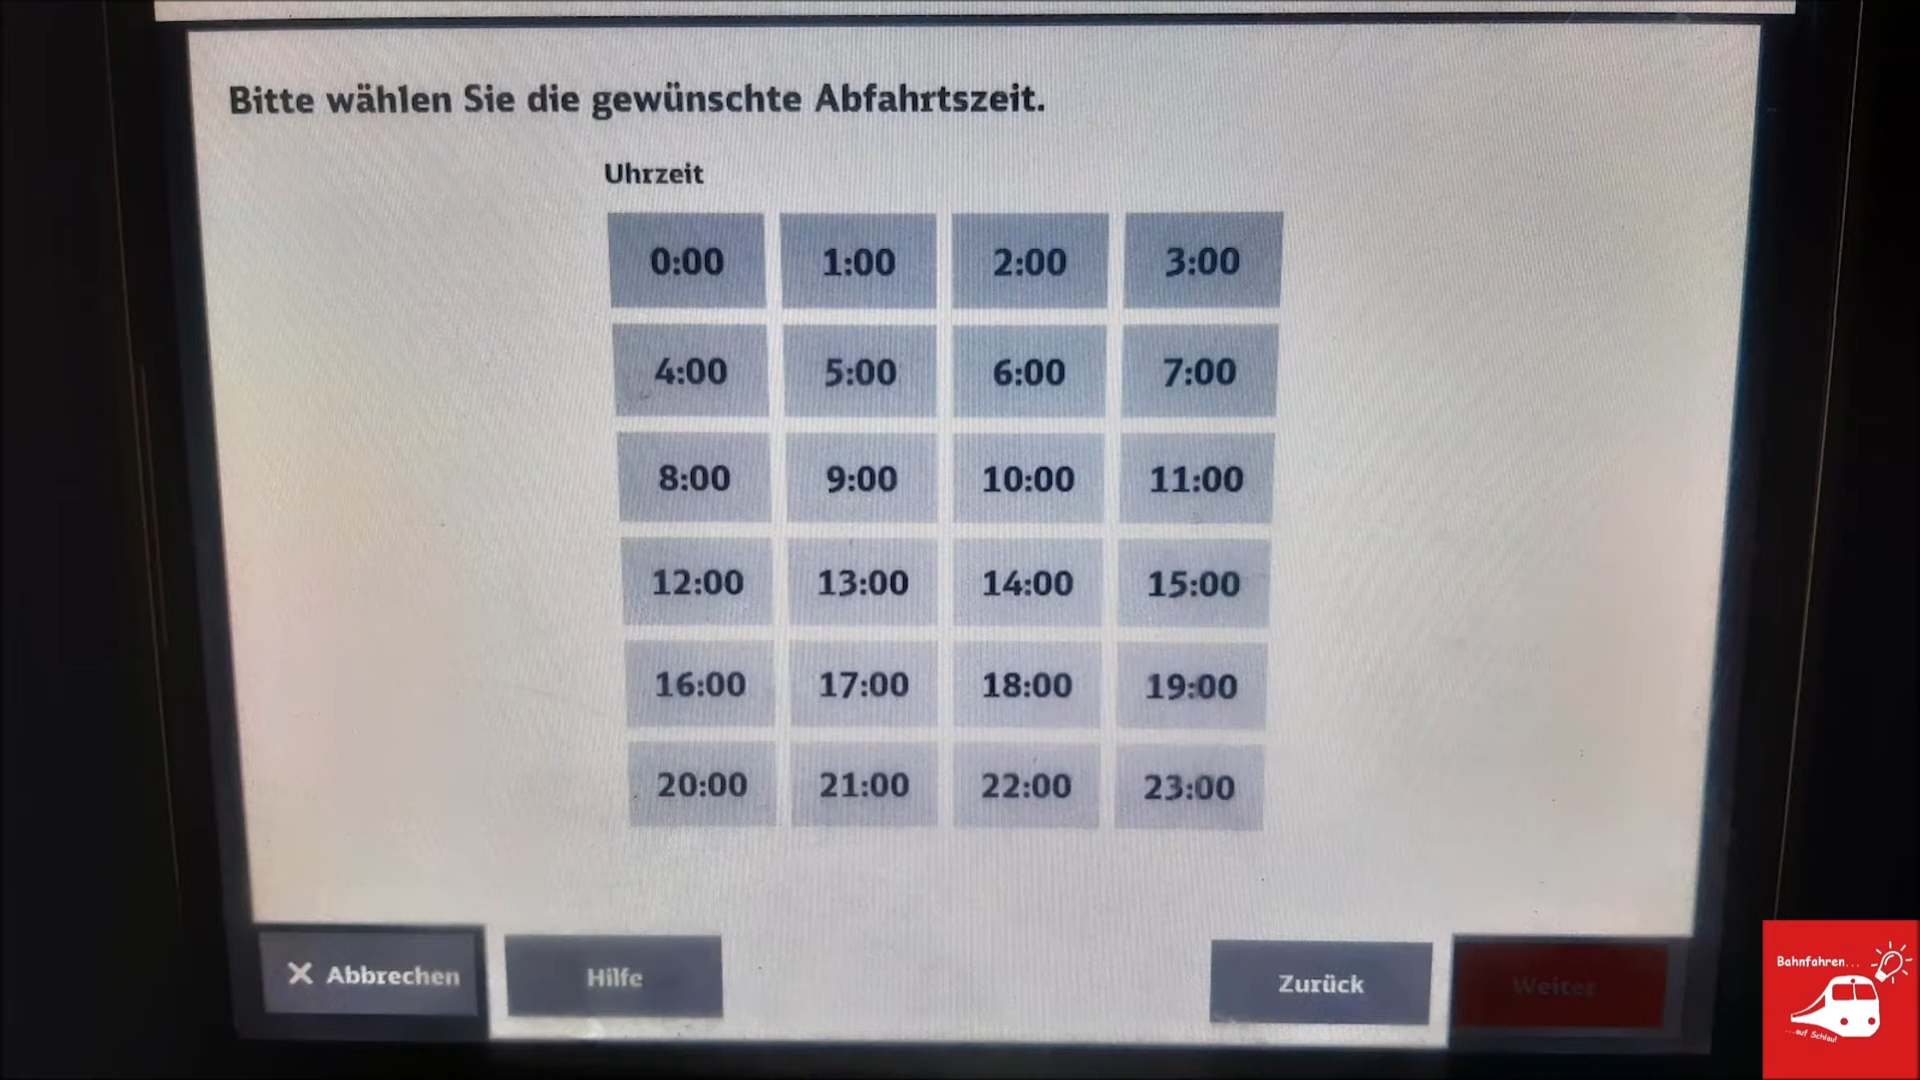 Bitte wählen Sie die gewünschte Abfahrtszeit.
Uhrzeit
0:00 1:00 2:00 3:00
4:00 5:00 6:00 7:00
8:00 9:00 10:00 11:00
12:00 13:00 14:00 15:00
16:00 17:00 18:00 19:00
20:00 21:00 22:00 23:00
X Abbrechen Hilfe Zurück Weiter
Bahnfahren...
...auf Schlau!